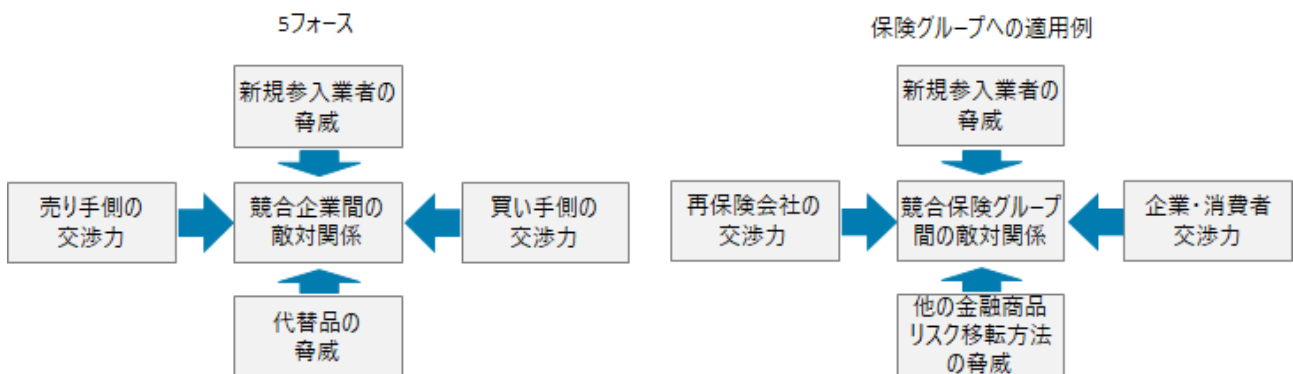 5フォース
新規参入業者の
脅威
売り手側の
交渉力
競合企業間の
敵対関係
買い手側の
交渉力
代替品の
脅威
保険グループへの適用例
新規参入業者の
脅威
再保険会社の
交渉力
競合保険グループ
間の敵対関係
企業・消費者
交渉力
他の金融商品
リスク移転方法
の脅威